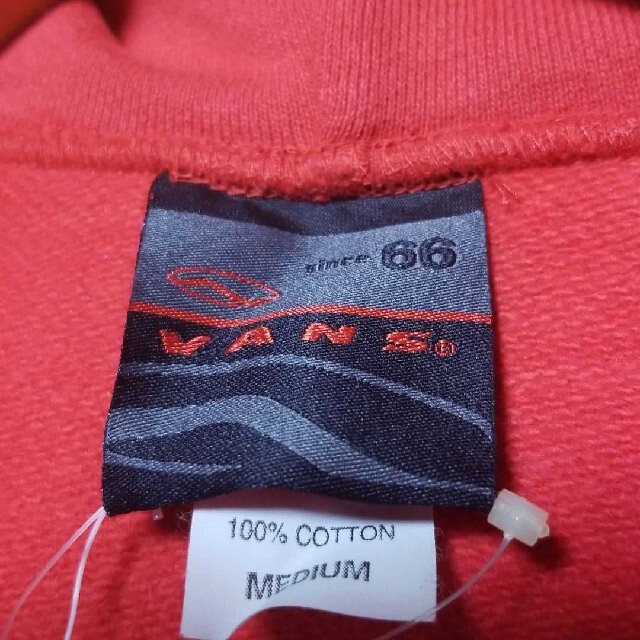 since 66
VANS®
100% COTTON
MEDIUM